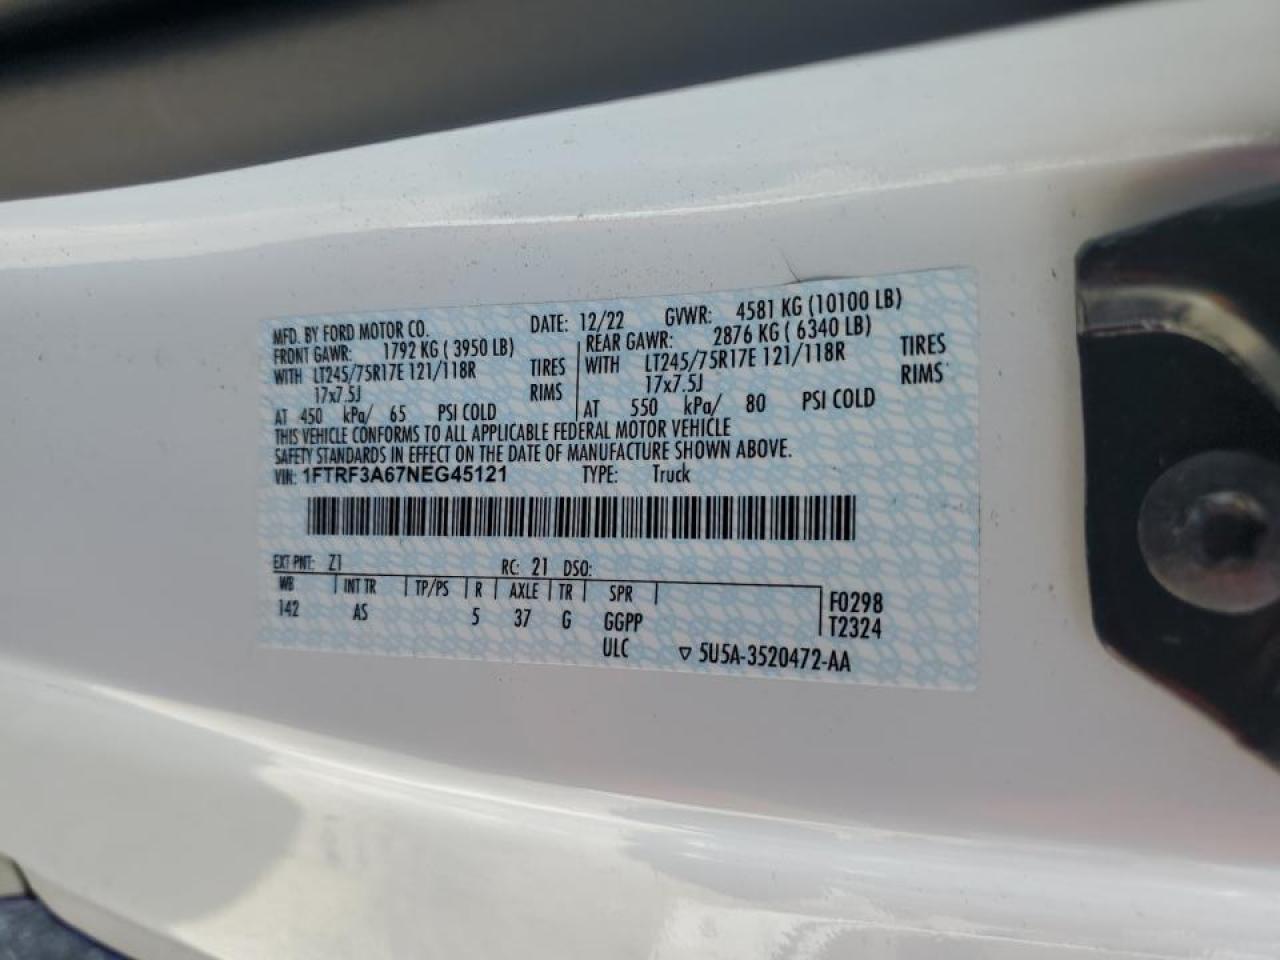 MFD. BY FORD MOTOR CO. DATE: 12/22 GVWR: 4581 KG (10100 LB)
FRONT GAWR: 1792 KG ( 3950 LB) REAR GAWR: 2876 KG ( 6340 LB)
WITH LT245/75R17E 121/118R TIRES WITH LT245/75R17E 121/118R TIRES
17x7.5J RIMS 17x7.5J RIMS
AT 450 kPa/ 65 PSI COLD AT 550 kPa/ 80 PSI COLD
THIS VEHICLE CONFORMS TO ALL APPLICABLE FEDERAL MOTOR VEHICLE
SAFETY STANDARDS IN EFFECT ON THE DATE OF MANUFACTURE SHOWN ABOVE.
VIN: 1FTRF3A67NEG45121 TYPE: Truck
EXT PNT: Z1 RC: 21 DSO:
WB INT TR TP/PS R AXLE TR SPR F0298
142 AS 5 37 G GGPP T2324
ULC ▽ 5U5A-3520472-AA